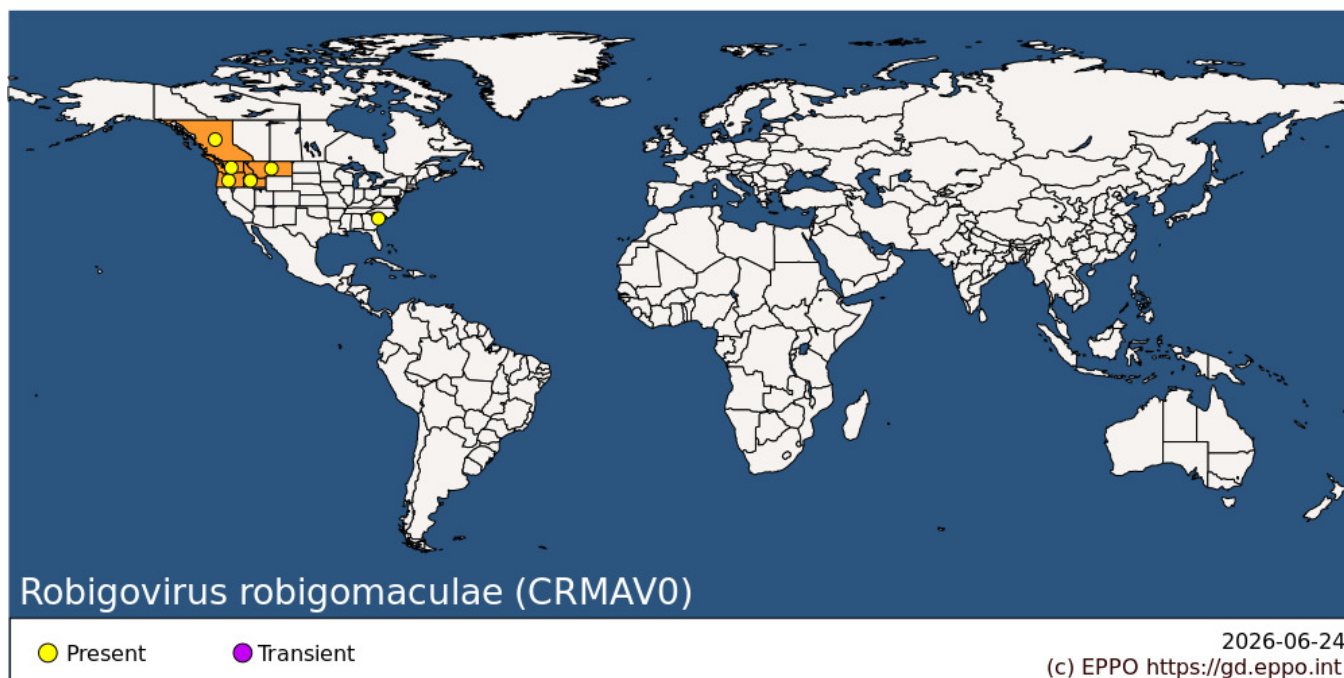 Robigovirus robigomaculae (CRMAV0)
Present
Transient
2026-06-24
(c) EPPO https://gd.eppo.int